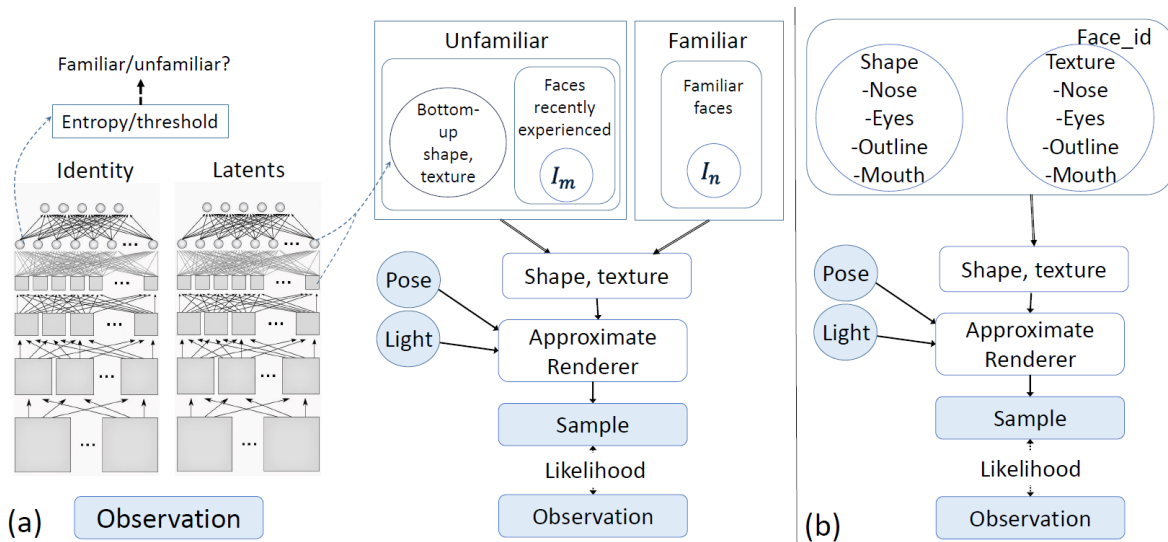 Familiar/unfamiliar?
Entropy/threshold
Identity
Latents
...
...
...
...
...
...
...
...
...
...
(a)
Observation
Unfamiliar
Bottom-
up
shape,
texture
Faces
recently
experienced
Iₘ
Familiar
Familiar
faces
Iₙ
Shape, texture
Pose
Light
Approximate
Renderer
Sample
Likelihood
Observation
(b)
Face_id
Shape
-Nose
-Eyes
-Outline
-Mouth
Texture
-Nose
-Eyes
-Outline
-Mouth
Shape, texture
Pose
Light
Approximate
Renderer
Sample
Likelihood
Observation